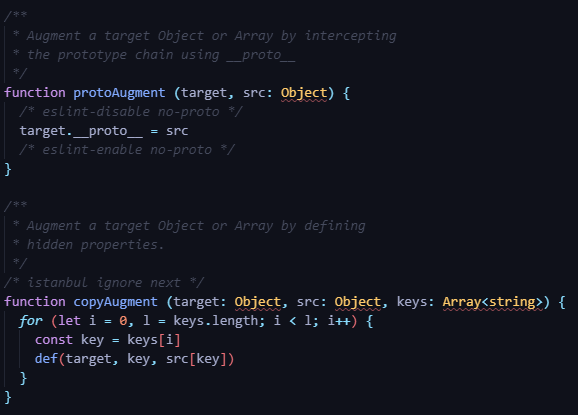 /**
 * Augment a target Object or Array by intercepting
 * the prototype chain using __proto__
 */
function protoAugment (target, src: Object) {
  /* eslint-disable no-proto */
  target.__proto__ = src
  /* eslint-enable no-proto */
}

/**
 * Augment a target Object or Array by defining
 * hidden properties.
 */
/* istanbul ignore next */
function copyAugment (target: Object, src: Object, keys: Array<string>) {
  for (let i = 0, l = keys.length; i < l; i++) {
    const key = keys[i]
    def(target, key, src[key])
  }
}